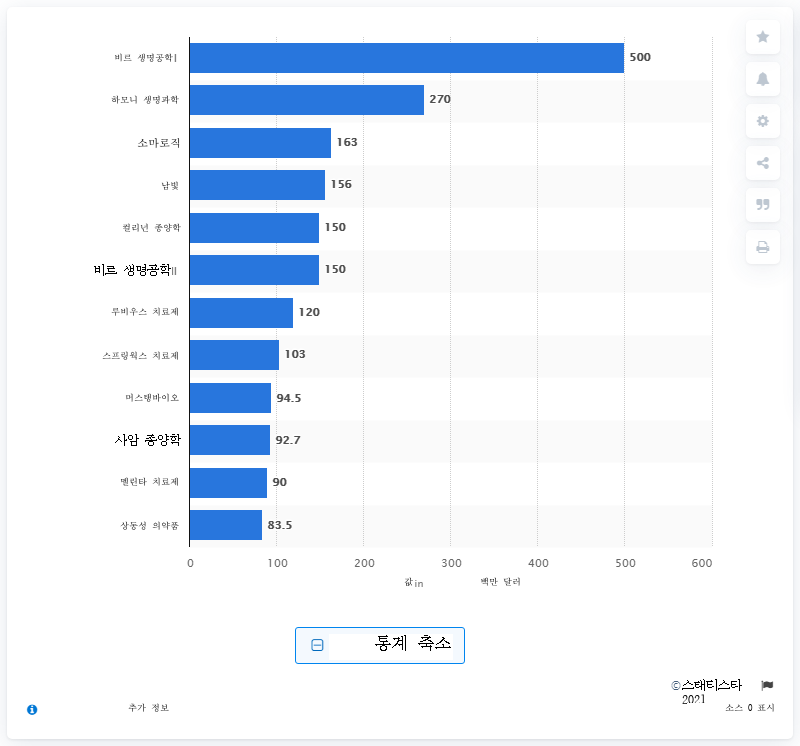 비르 생명공학I 500
하모니 생명과학 270
소마로직 163
남빛 156
컬리넌 종양학 150
비르 생명공학II 150
루비우스 치료제 120
스프링웍스 치료제 103
머스탱바이오 94.5
사암 종양학 92.7
멜린타 치료제 90
상동성 의약품 83.5
0 100 200 300 400 500 600
값in 백만 달러
통계 축소
©스태티스타
2021
추가 정보 소스 0 표시